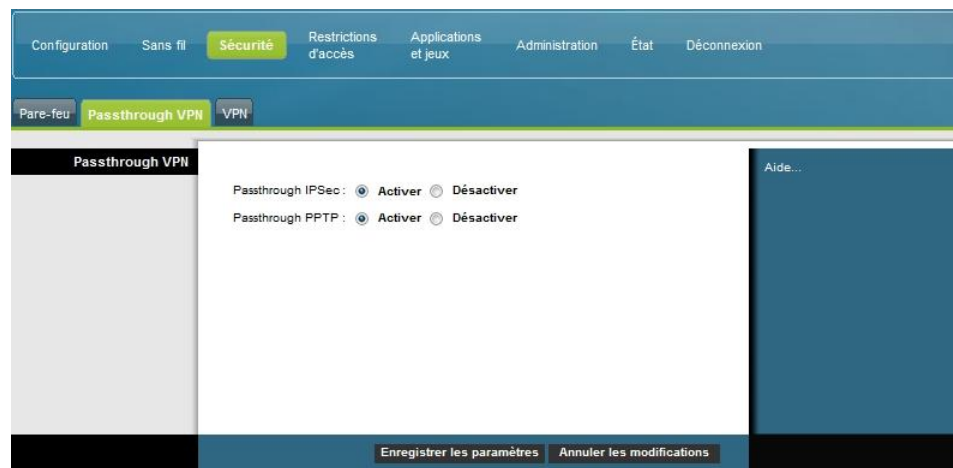 Configuration Sans fil Sécurité Restrictions d'accès Applications et jeux Administration État Déconnexion
Pare-feu Passthrough VPN VPN
Passthrough VPN
Aide...
Passthrough IPSec : Activer Désactiver
Passthrough PPTP : Activer Désactiver
Enregistrer les paramètres Annuler les modifications